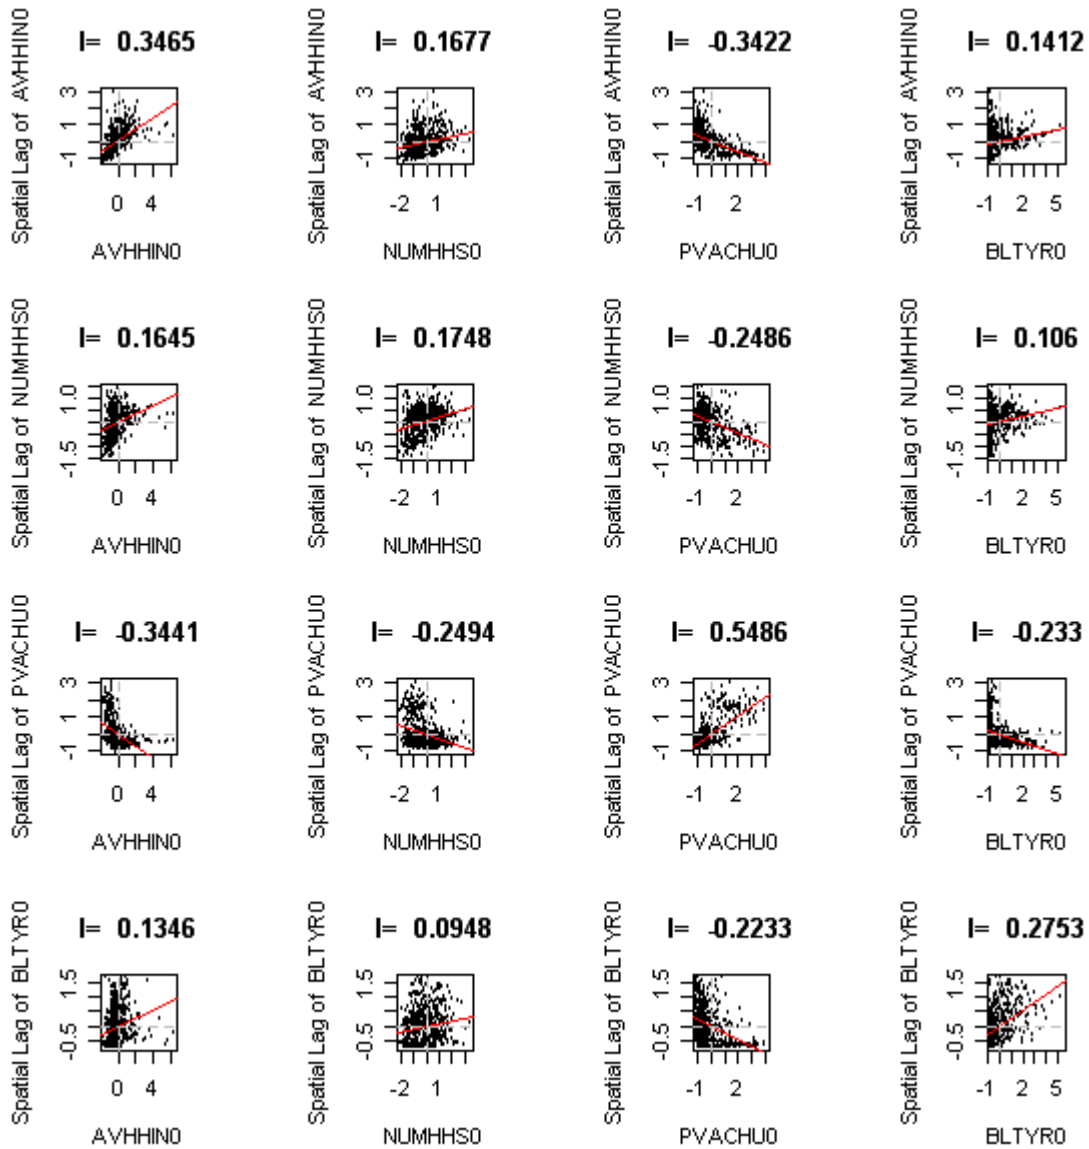 I= 0.3465
Spatial Lag of AVHHIN0
3
1
-1
0 4
AVHHIN0
I= 0.1677
Spatial Lag of AVHHIN0
3
1
-1
-2 1
NUMHHS0
I= -0.3422
Spatial Lag of AVHHIN0
3
1
-1
-1 2
PVACHU0
I= 0.1412
Spatial Lag of AVHHIN0
3
1
-1
-1 2 5
BLTYR0
I= 0.1645
Spatial Lag of NUMHHS0
1.0
-1.5
0 4
AVHHIN0
I= 0.1748
Spatial Lag of NUMHHS0
1.0
-1.5
-2 1
NUMHHS0
I= -0.2486
Spatial Lag of NUMHHS0
1.0
-1.5
-1 2
PVACHU0
I= 0.106
Spatial Lag of NUMHHS0
1.0
-1.5
-1 2 5
BLTYR0
I= -0.3441
Spatial Lag of PVACHU0
3
1
-1
0 4
AVHHIN0
I= -0.2494
Spatial Lag of PVACHU0
3
1
-1
-2 1
NUMHHS0
I= 0.5486
Spatial Lag of PVACHU0
3
1
-1
-1 2
PVACHU0
I= -0.233
Spatial Lag of PVACHU0
3
1
-1
-1 2 5
BLTYR0
I= 0.1346
Spatial Lag of BLTYR0
1.5
-0.5
0 4
AVHHIN0
I= 0.0948
Spatial Lag of BLTYR0
1.5
-0.5
-2 1
NUMHHS0
I= -0.2233
Spatial Lag of BLTYR0
1.5
-0.5
-1 2
PVACHU0
I= 0.2753
Spatial Lag of BLTYR0
1.5
-0.5
-1 2 5
BLTYR0